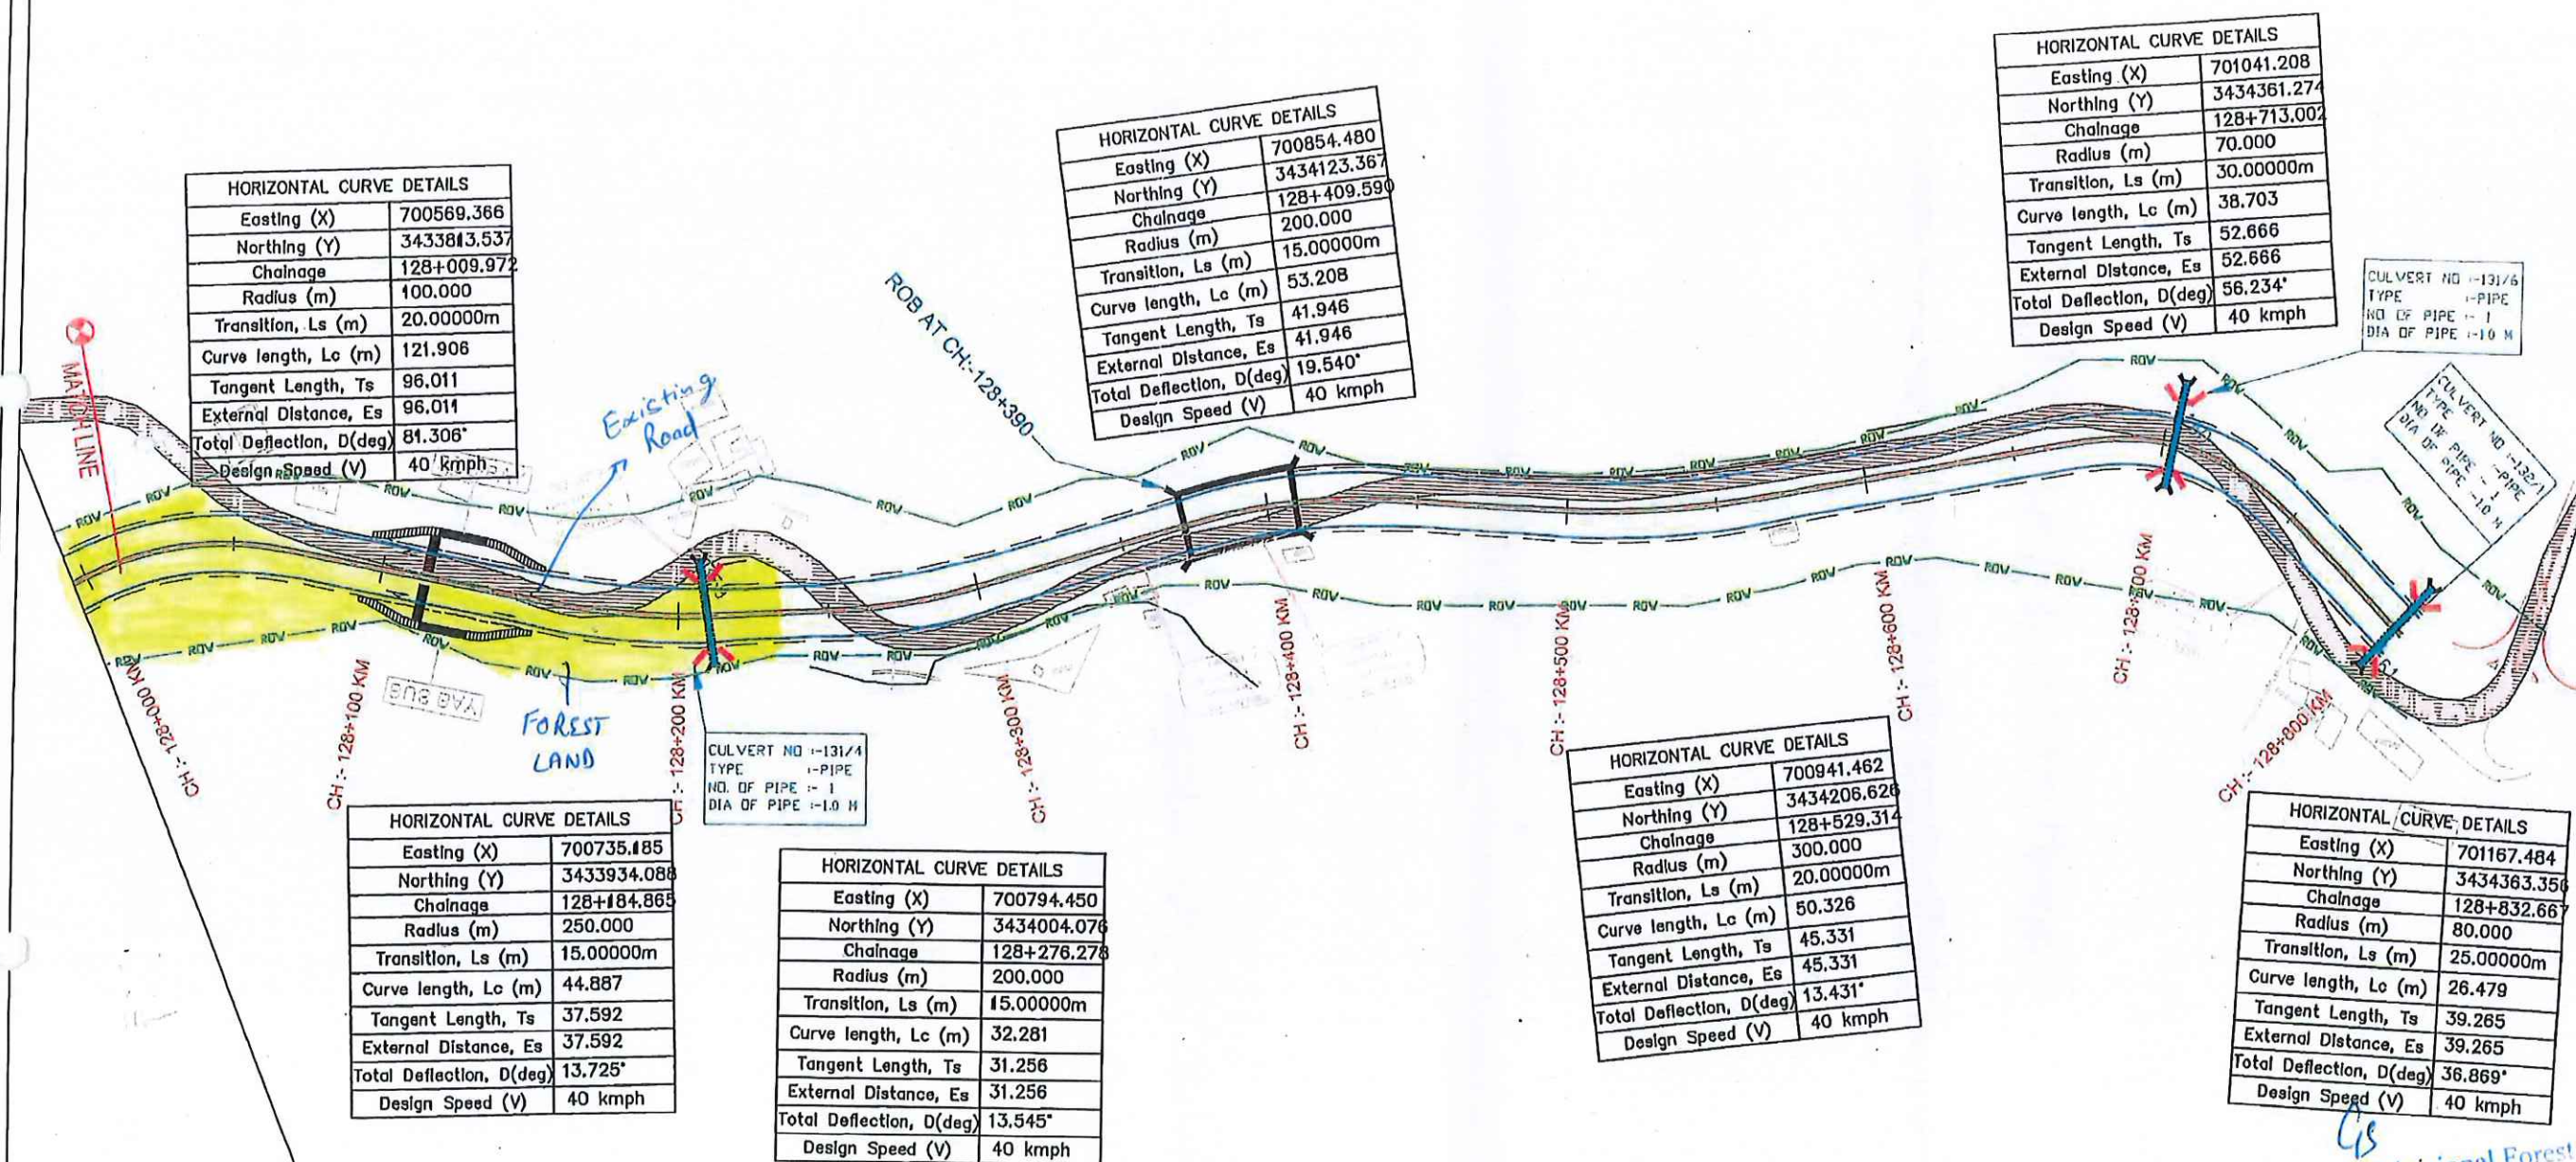 HORIZONTAL CURVE DETAILS
Easting (X) 700569.366
Northing (Y) 3433813.537
Chainage 128+009.972
Radius (m) 100.000
Transition, Ls (m) 20.00000m
Curve length, Lc (m) 121.906
Tangent Length, Ts 96.011
External Distance, Es 96.011
Total Deflection, D(deg) 81.306°
Design Speed (V) 40 kmph
HORIZONTAL CURVE DETAILS
Easting (X) 700854.480
Northing (Y) 3434123.367
Chainage 128+409.590
Radius (m) 200.000
Transition, Ls (m) 15.00000m
Curve length, Lc (m) 53.208
Tangent Length, Ts 41.946
External Distance, Es 41.946
Total Deflection, D(deg) 19.540°
Design Speed (V) 40 kmph
HORIZONTAL CURVE DETAILS
Easting (X) 701041.208
Northing (Y) 3434361.274
Chainage 128+713.002
Radius (m) 70.000
Transition, Ls (m) 30.00000m
Curve length, Lc (m) 38.703
Tangent Length, Ts 52.666
External Distance, Es 52.666
Total Deflection, D(deg) 56.234°
Design Speed (V) 40 kmph
CULVERT NO :-131/6
TYPE :-PIPE
NO OF PIPE :- 1
DIA OF PIPE :-1.0 M
CULVERT NO :-132/1
TYPE :-PIPE
NO OF PIPE :- 1
DIA OF PIPE :-1.0 M
MATCH LINE
Existing
Road
ROB AT CH:-128+390
ROW
FOREST
LAND
CH :- 128+000 KM
CH :- 128+100 KM
CH :- 128+200 KM
CH :- 128+300 KM
CH :- 128+400 KM
CH :- 128+500 KM
CH :- 128+600 KM
CH :- 128+700 KM
CH :- 128+800 KM
CULVERT NO :-131/4
TYPE :-PIPE
NO. OF PIPE :- 1
DIA OF PIPE :-1.0 M
HORIZONTAL CURVE DETAILS
Easting (X) 700735.185
Northing (Y) 3433934.088
Chainage 128+184.865
Radius (m) 250.000
Transition, Ls (m) 15.00000m
Curve length, Lc (m) 44.887
Tangent Length, Ts 37.592
External Distance, Es 37.592
Total Deflection, D(deg) 13.725°
Design Speed (V) 40 kmph
HORIZONTAL CURVE DETAILS
Easting (X) 700794.450
Northing (Y) 3434004.076
Chainage 128+276.278
Radius (m) 200.000
Transition, Ls (m) 15.00000m
Curve length, Lc (m) 32.281
Tangent Length, Ts 31.256
External Distance, Es 31.256
Total Deflection, D(deg) 13.545°
Design Speed (V) 40 kmph
HORIZONTAL CURVE DETAILS
Easting (X) 700941.462
Northing (Y) 3434206.626
Chainage 128+529.314
Radius (m) 300.000
Transition, Ls (m) 20.00000m
Curve length, Lc (m) 50.326
Tangent Length, Ts 45.331
External Distance, Es 45.331
Total Deflection, D(deg) 13.431°
Design Speed (V) 40 kmph
HORIZONTAL CURVE DETAILS
Easting (X) 701167.484
Northing (Y) 3434363.356
Chainage 128+832.667
Radius (m) 80.000
Transition, Ls (m) 25.00000m
Curve length, Lc (m) 26.479
Tangent Length, Ts 39.265
External Distance, Es 39.265
Total Deflection, D(deg) 36.869°
Design Speed (V) 40 kmph
Forest